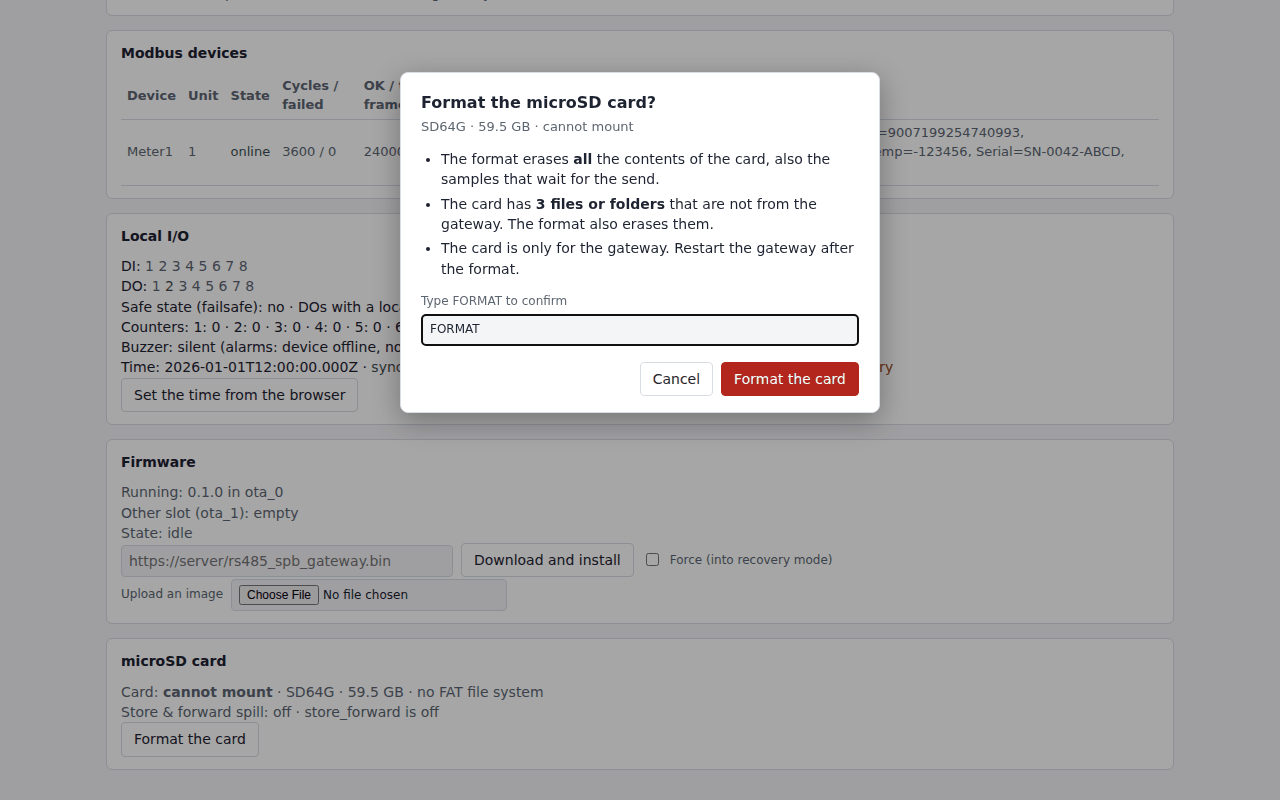 Modbus devices
Device Unit State Cycles / failed OK /
Meter1 1 online 3600 / 0
=9007199254740993,
=-123456, Serial=SN-0042-ABCD,
Format the microSD card?
SD64G · 59.5 GB · cannot mount
• The format erases all the contents of the card, also the
samples that wait for the send.
• The card has 3 files or folders that are not from the
gateway. The format also erases them.
• The card is only for the gateway. Restart the gateway after
the format.
Type FORMAT to confirm
FORMAT
Cancel Format the card
Local I/O
DI: 1 2 3 4 5 6 7 8
DO: 1 2 3 4 5 6 7 8
Safe state (failsafe): no · DOs with a
Counters: 1: 0 · 2: 0 · 3: 0 · 4: 0 · 5: 0 ·
Buzzer: silent (alarms: device offline,
Time: 2026-01-01T12:00:00.000Z ·
Set the time from the browser
Firmware
Running: 0.1.0 in ota_0
Other slot (ota_1): empty
State: idle
https://server/rs485_spb_gateway.bin Download and install Force (into recovery mode)
Upload an image Choose File No file chosen
microSD card
Card: cannot mount · SD64G · 59.5 GB · no FAT file system
Store & forward spill: off · store_forward is off
Format the card